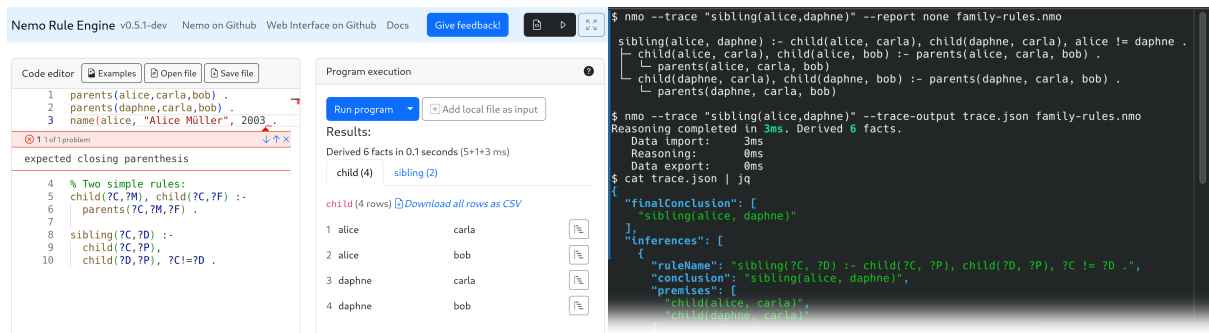 Nemo Rule Engine v0.5.1-dev Nemo on Github Web Interface on Github Docs Give feedback!
Code editor Examples Open file Save file
1 parents(alice,carla,bob) .
2 parents(daphne,carla,bob) .
3 name(alice, "Alice Müller", 2003 .
1 1 of 1 problem
expected closing parenthesis
4 % Two simple rules:
5 child(?C,?M), child(?C,?F) :-
6 parents(?C,?M,?F) .
7
8 sibling(?C,?D) :-
9 child(?C,?P),
10 child(?D,?P), ?C!=?D .
Program execution
Run program Add local file as input
Results:
Derived 6 facts in 0.1 seconds (5+1+3 ms)
child (4) sibling (2)
child (4 rows) Download all rows as CSV
1 alice carla
2 alice bob
3 daphne carla
4 daphne bob
$ nmo --trace "sibling(alice,daphne)" --report none family-rules.nmo
sibling(alice, daphne) :- child(alice, carla), child(daphne, carla), alice != daphne .
├─ child(alice, carla), child(alice, bob) :- parents(alice, carla, bob) .
│  └─ parents(alice, carla, bob)
└─ child(daphne, carla), child(daphne, bob) :- parents(daphne, carla, bob) .
└─ parents(daphne, carla, bob)
$ nmo --trace "sibling(alice,daphne)" --trace-output trace.json family-rules.nmo
Reasoning completed in 3ms. Derived 6 facts.
Data import: 3ms
Reasoning: 0ms
Data export: 0ms
$ cat trace.json | jq
{
"finalConclusion": [
"sibling(alice, daphne)"
],
"inferences": [
{
"ruleName": "sibling(?C, ?D) :- child(?C, ?P), child(?D, ?P), ?C != ?D .",
"conclusion": "sibling(alice, daphne)",
"premises": [
"child(alice, carla)",
"child(daphne, carla)"